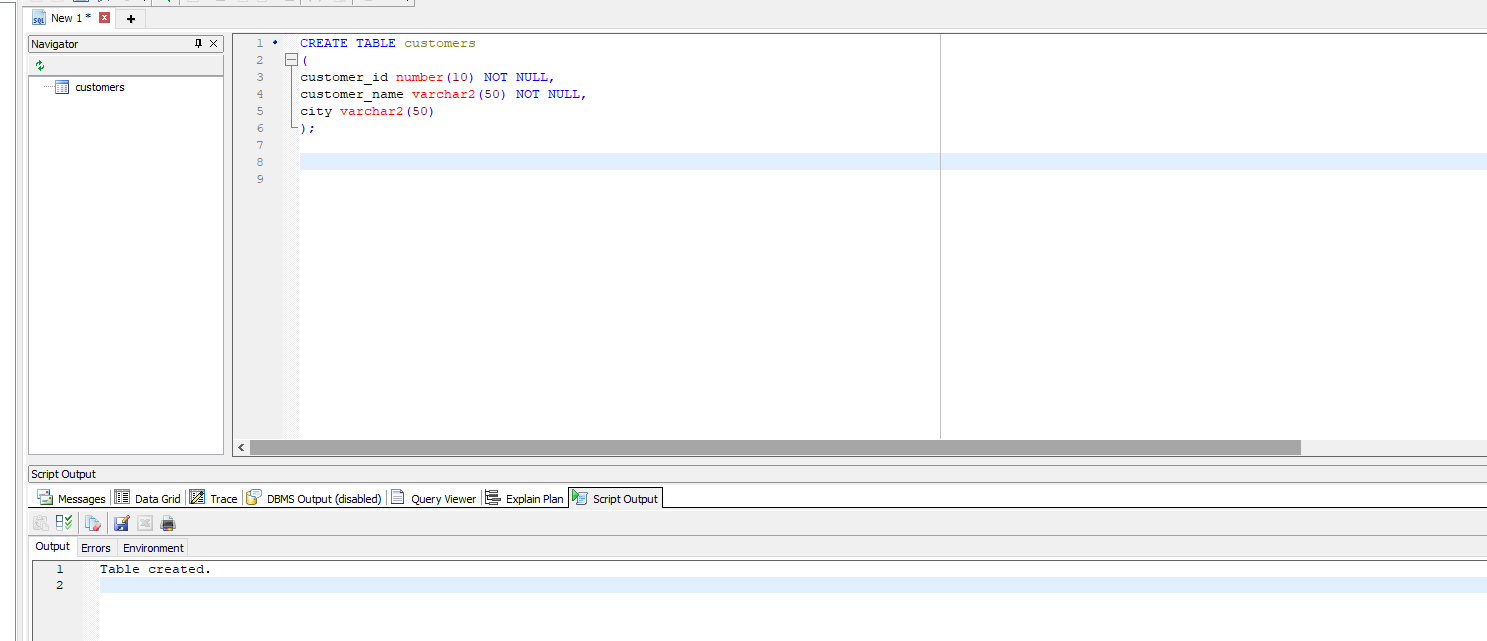 New 1 *
Navigator
customers
1 CREATE TABLE customers
2 (
3 customer_id number(10) NOT NULL,
4 customer_name varchar2(50) NOT NULL,
5 city varchar2(50)
6 );
7
8
9
Script Output
Messages Data Grid Trace DBMS Output (disabled) Query Viewer Explain Plan Script Output
Output Errors Environment
1 Table created.
2